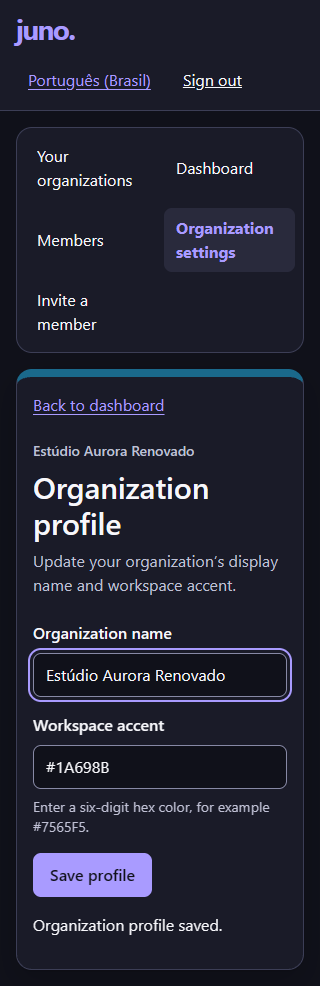 juno.
Português (Brasil)
Sign out
Your
organizations
Dashboard
Members
Organization
settings
Invite a
member
Back to dashboard
Estúdio Aurora Renovado
Organization
profile
Update your organization’s display
name and workspace accent.
Organization name
Estúdio Aurora Renovado
Workspace accent
#1A698B
Enter a six-digit hex color, for example
#7565F5.
Save profile
Organization profile saved.